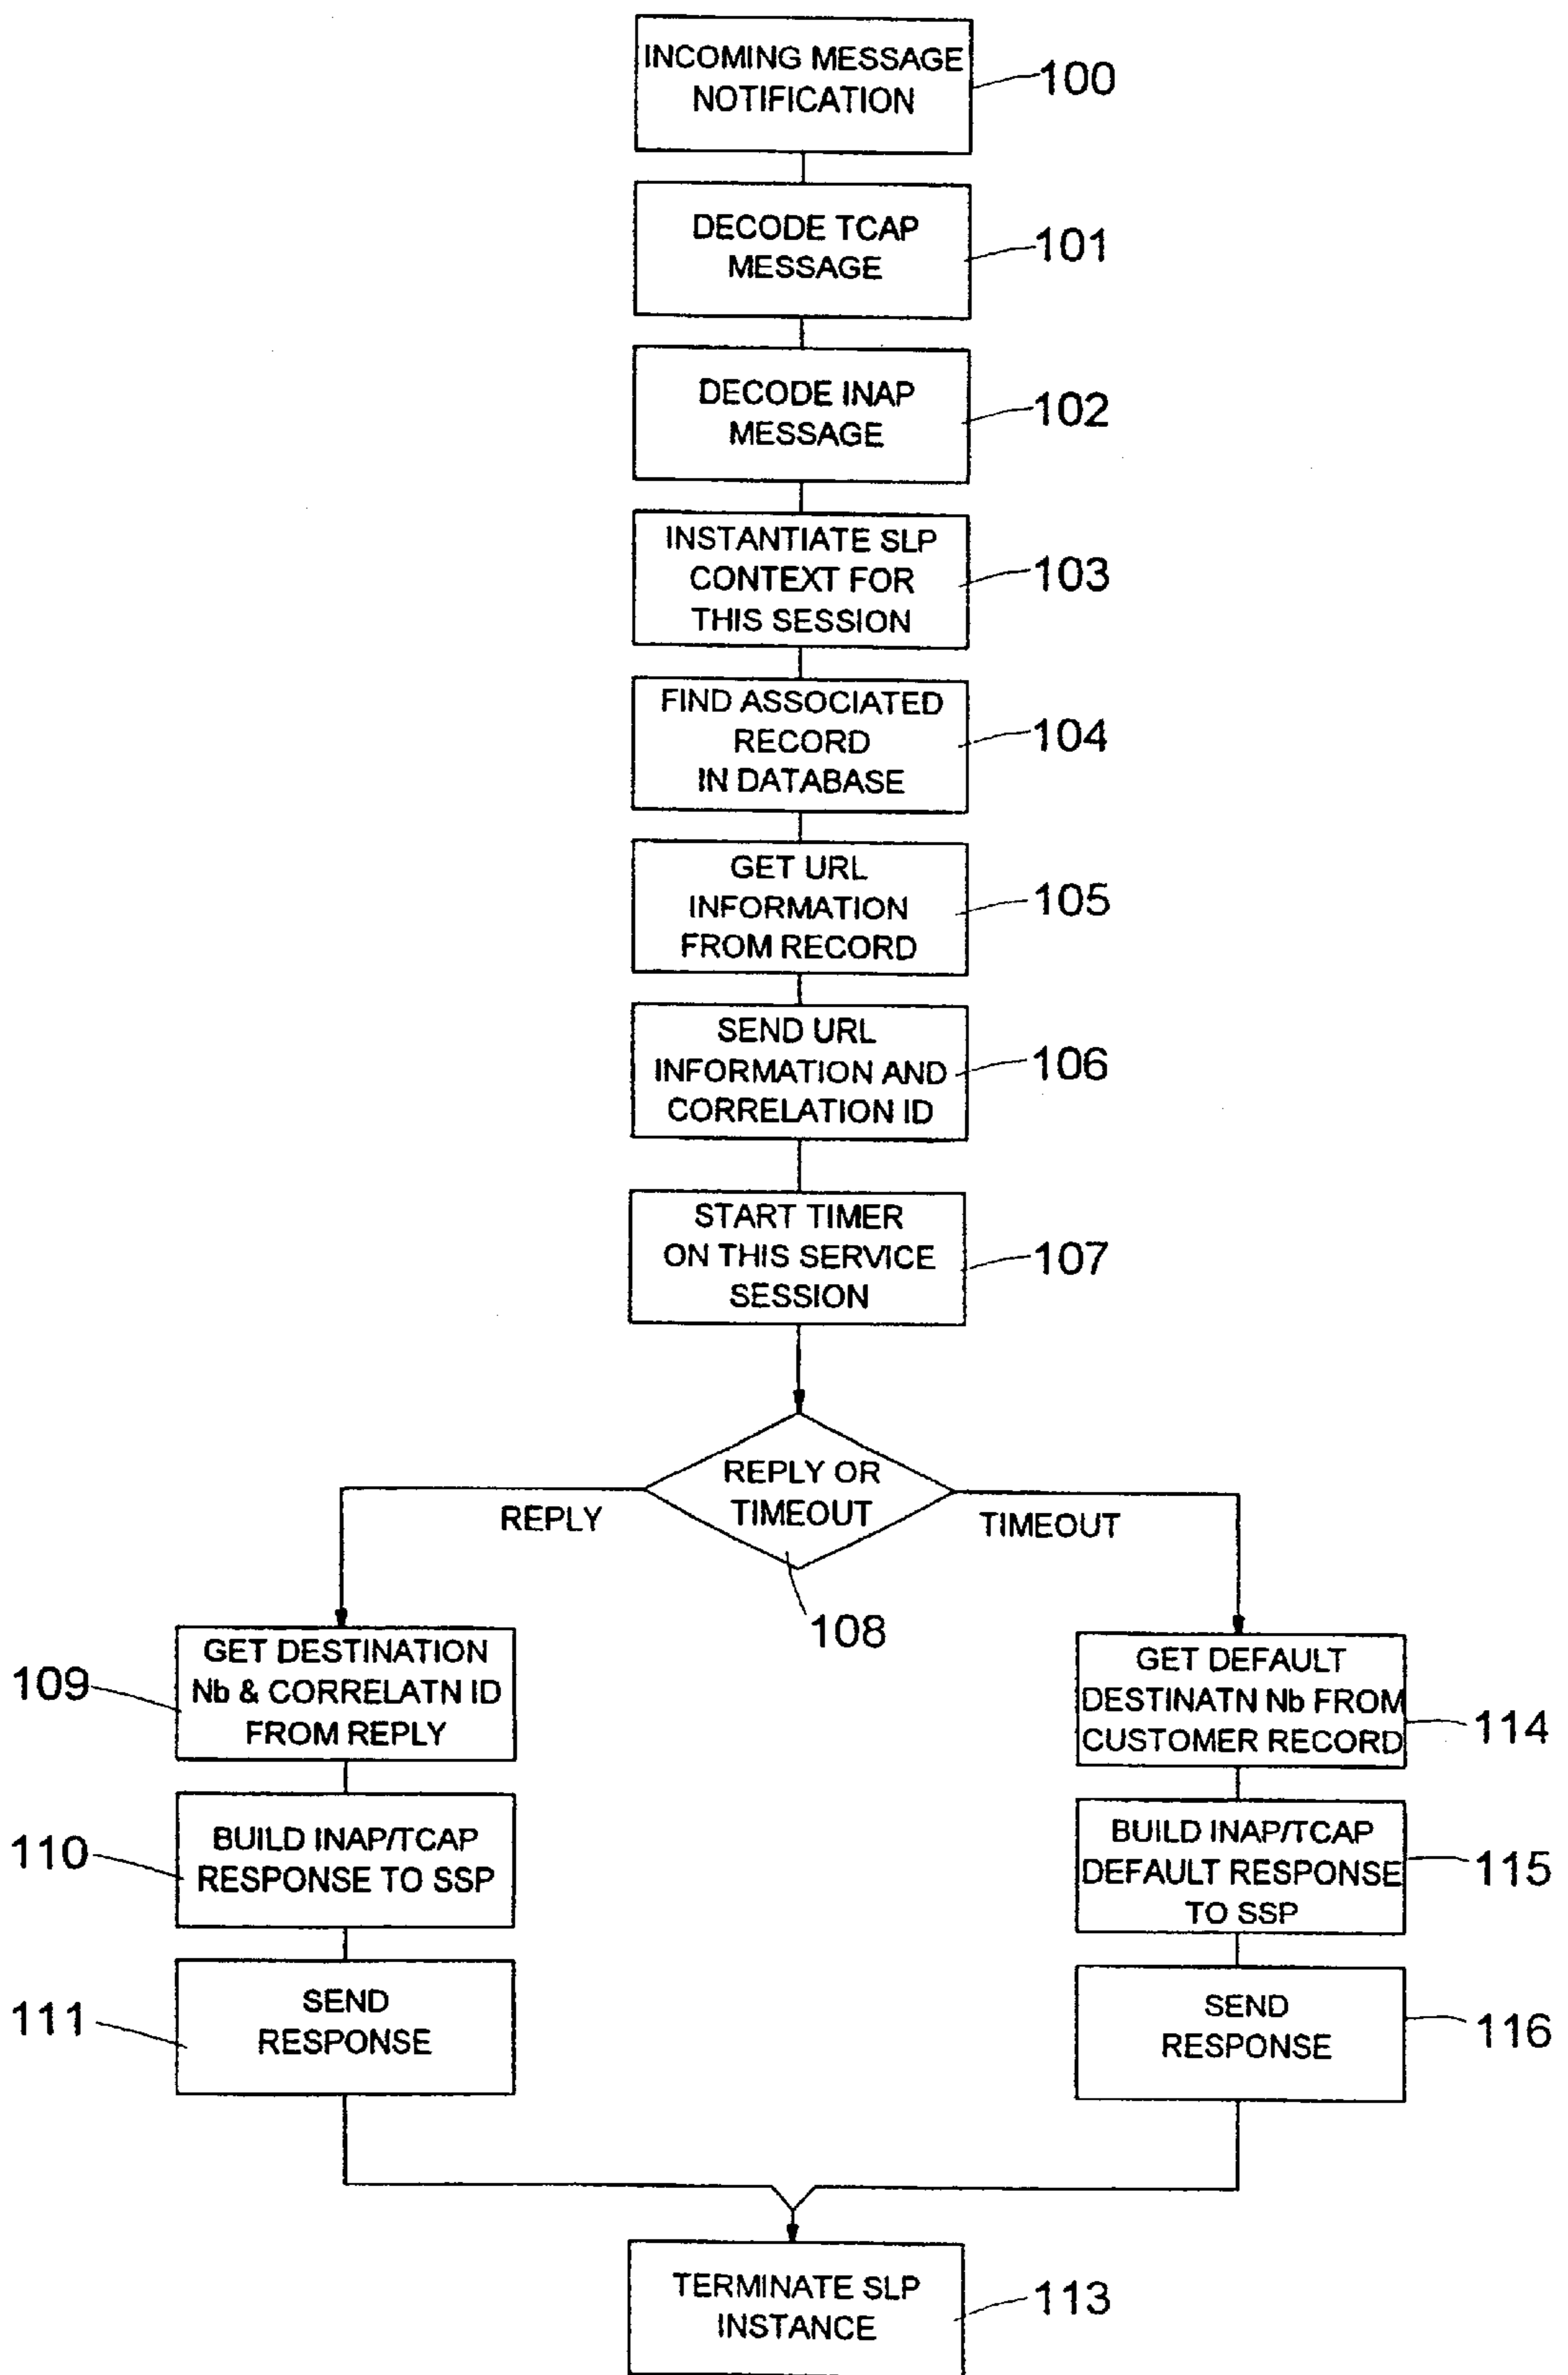 INCOMING MESSAGE
NOTIFICATION
100
DECODE TCAP
MESSAGE
101
DECODE INAP
MESSAGE
102
INSTANTIATE SLP
CONTEXT FOR
THIS SESSION
103
FIND ASSOCIATED
RECORD
IN DATABASE
104
GET URL
INFORMATION
FROM RECORD
105
SEND URL
INFORMATION AND
CORRELATION ID
106
START TIMER
ON THIS SERVICE
SESSION
107
REPLY OR
TIMEOUT
108
REPLY
TIMEOUT
GET DESTINATION
Nb & CORRELATN ID
FROM REPLY
109
BUILD INAP/TCAP
RESPONSE TO SSP
110
SEND
RESPONSE
111
GET DEFAULT
DESTINATN Nb FROM
CUSTOMER RECORD
114
BUILD INAP/TCAP
DEFAULT RESPONSE
TO SSP
115
SEND
RESPONSE
116
TERMINATE SLP
INSTANCE
113